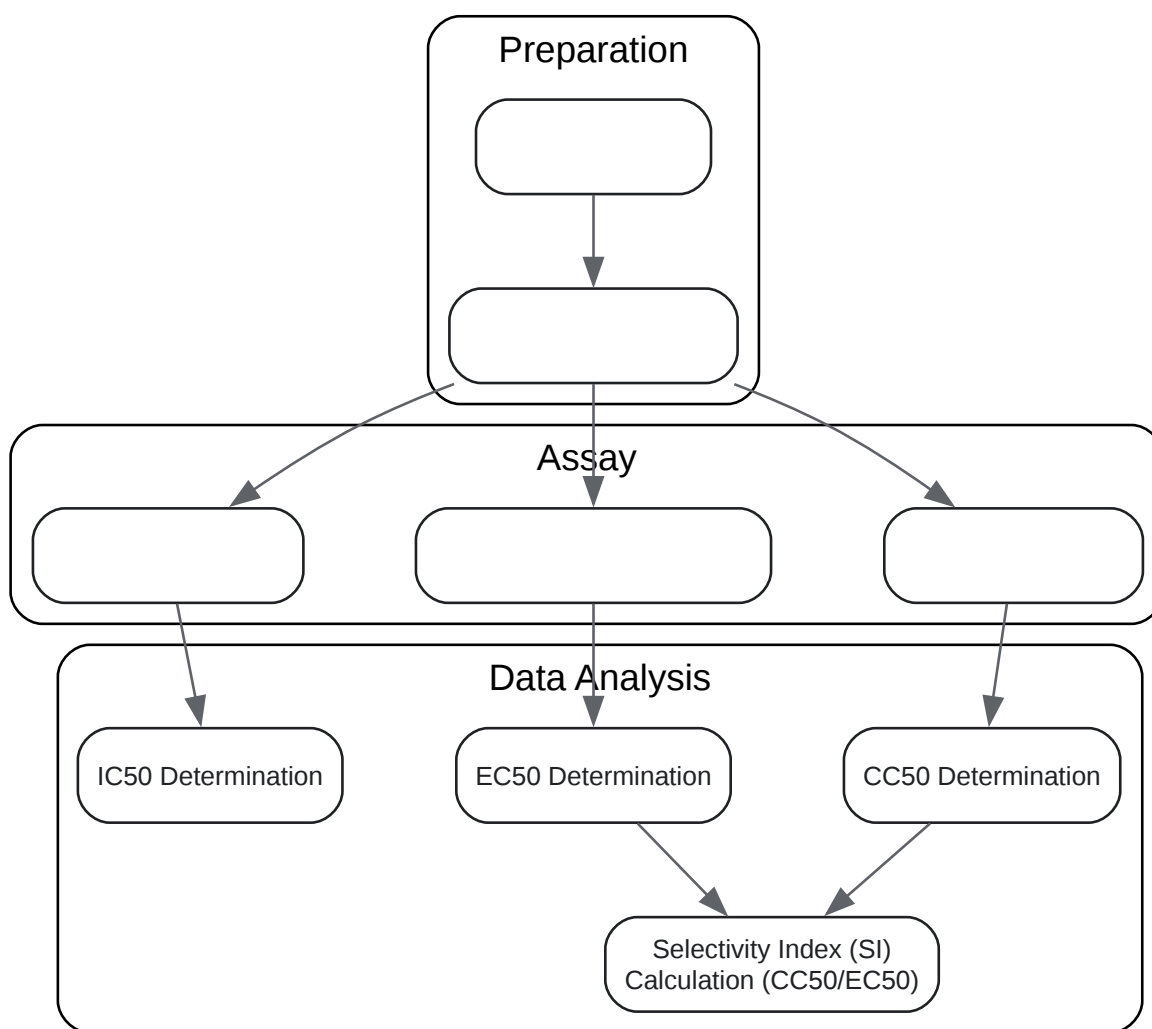 Preparation
Assay
Data Analysis
IC50 Determination
EC50 Determination
CC50 Determination
Selectivity Index (SI)
Calculation (CC50/EC50)